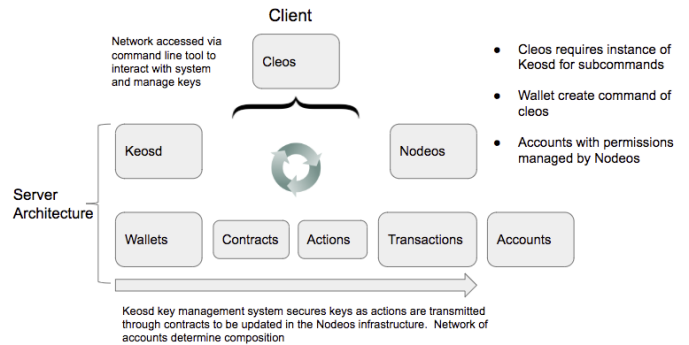 Client
Network accessed via
command line tool to
interact with system
and manage keys
Cleos
● Cleos requires instance of
Keosd for subcommands
● Wallet create command of
cleos
● Accounts with permissions
managed by Nodeos
Keosd
Nodeos
Server
Architecture
Wallets
Contracts
Actions
Transactions
Accounts
Keosd key management system secures keys as actions are transmitted
through contracts to be updated in the Nodeos infrastructure.  Network of
accounts determine composition